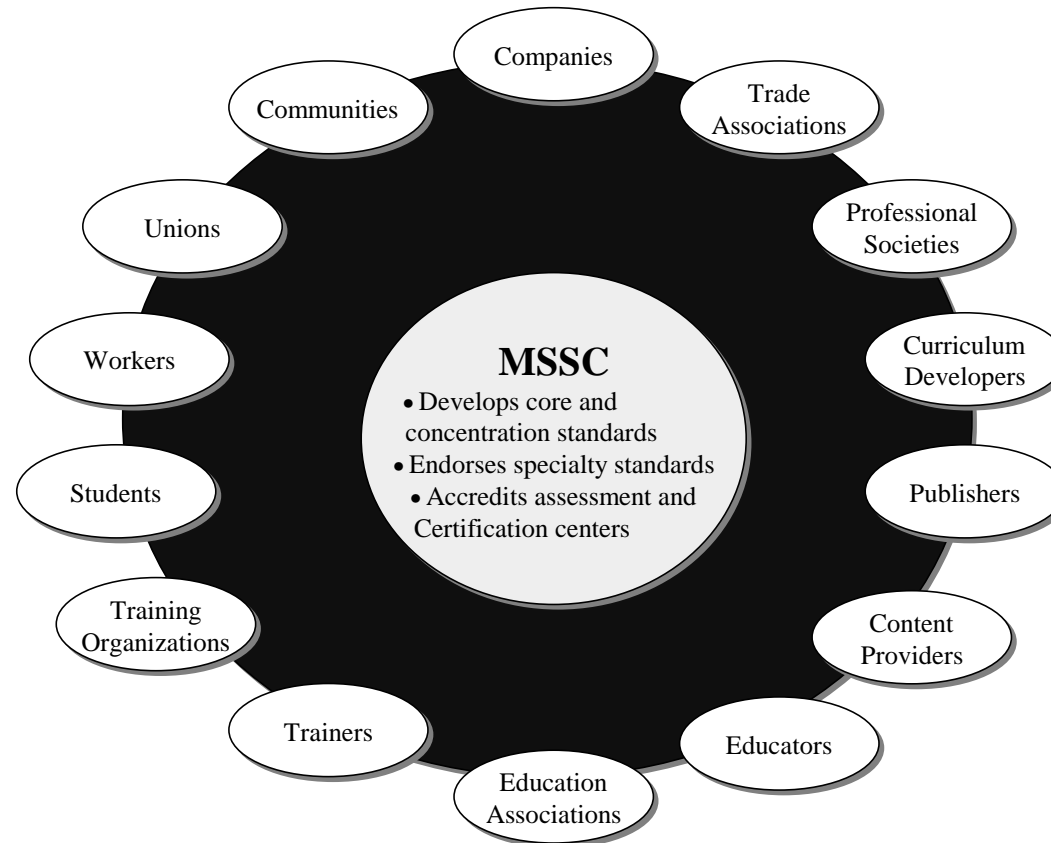 Companies
Trade
Associations
Professional
Societies
Curriculum
Developers
Publishers
Content
Providers
Educators
Education
Associations
Trainers
Training
Organizations
Students
Workers
Unions
Communities
MSSC
• Develops core and
concentration standards
• Endorses specialty standards
• Accredits assessment and
Certification centers